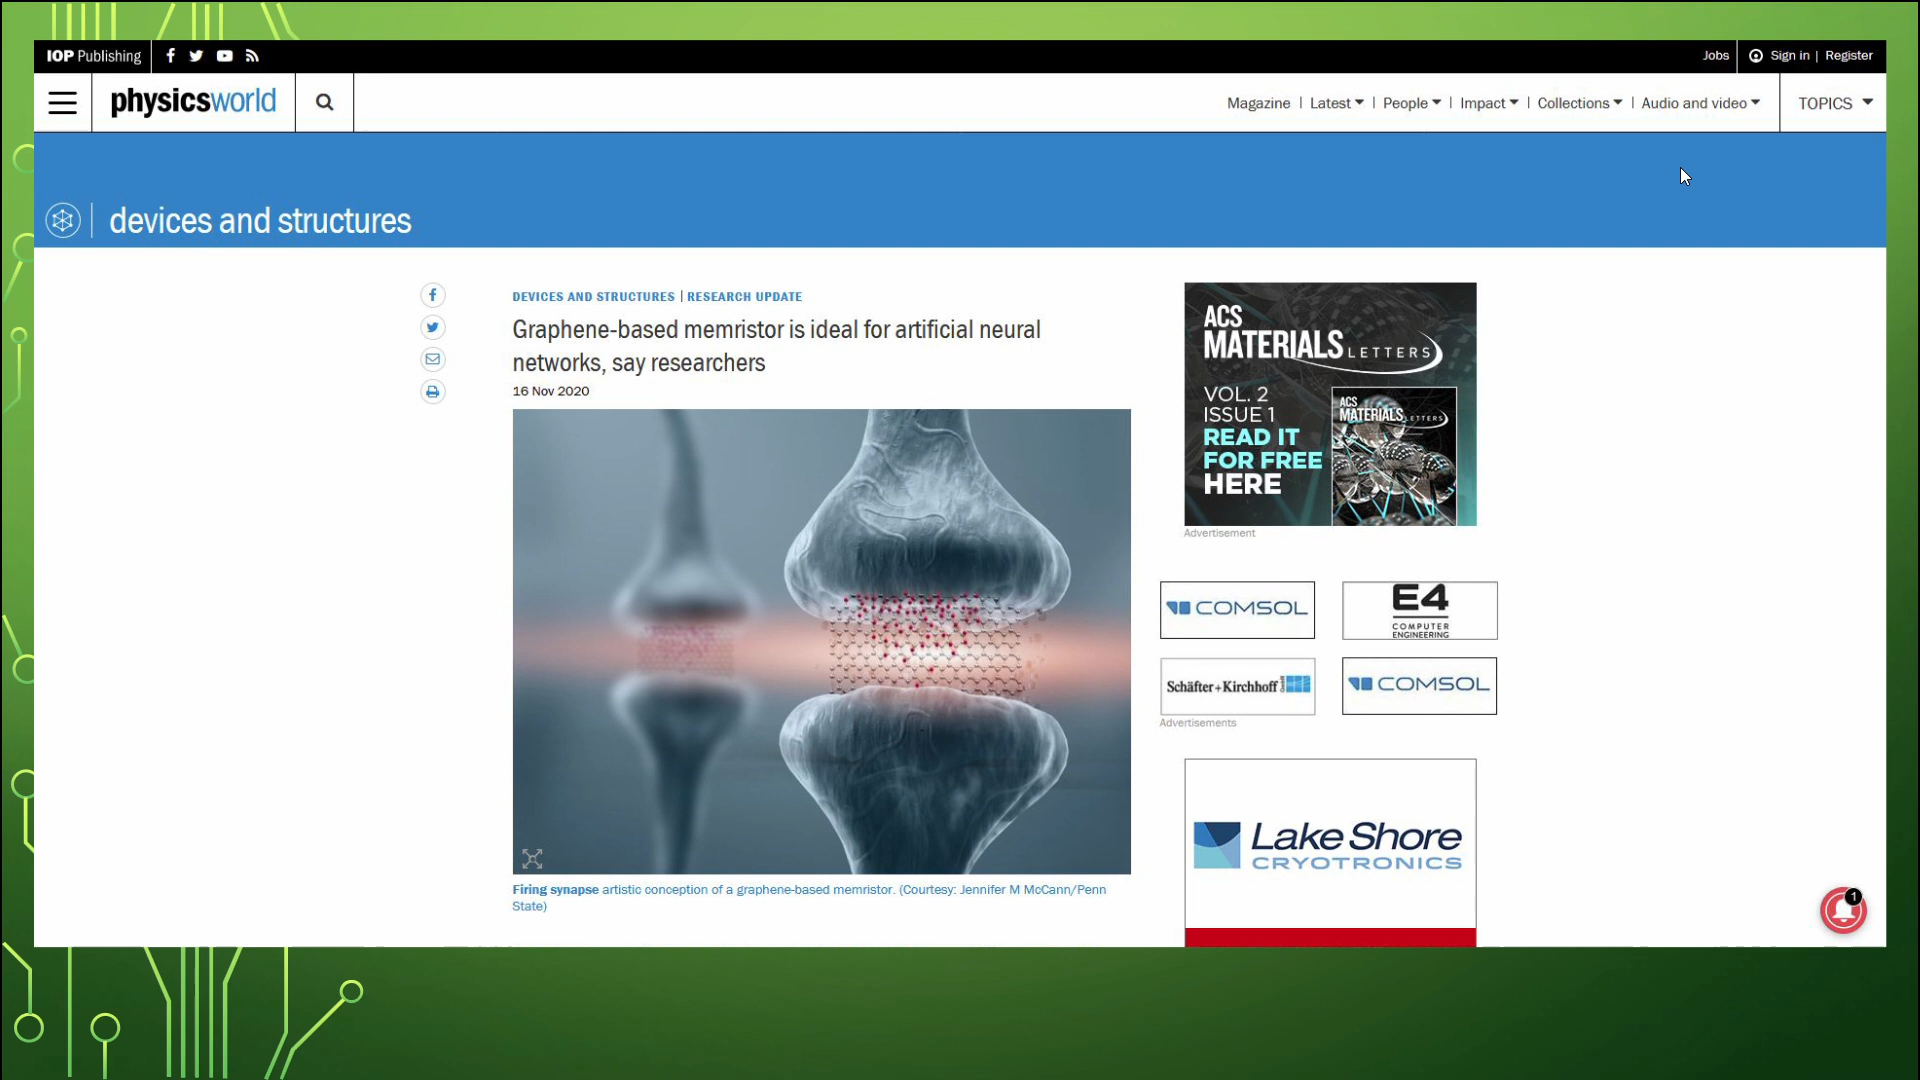 IOP Publishing
Jobs
Sign in | Register
physicsworld
Magazine | Latest | People | Impact | Collections | Audio and video
TOPICS
devices and structures
DEVICES AND STRUCTURES | RESEARCH UPDATE
Graphene-based memristor is ideal for artificial neural
networks, say researchers
16 Nov 2020
Firing synapse artistic conception of a graphene-based memristor. (Courtesy: Jennifer M McCann/Penn
State)
ACS
MATERIALS LETTERS
VOL. 2
ISSUE 1
READ IT
FOR FREE
HERE
ACS
MATERIALS LETTERS
Advertisement
COMSOL
E4
COMPUTER
ENGINEERING
Schäfter+Kirchhoff
COMSOL
Advertisements
Lake Shore
CRYOTRONICS
1